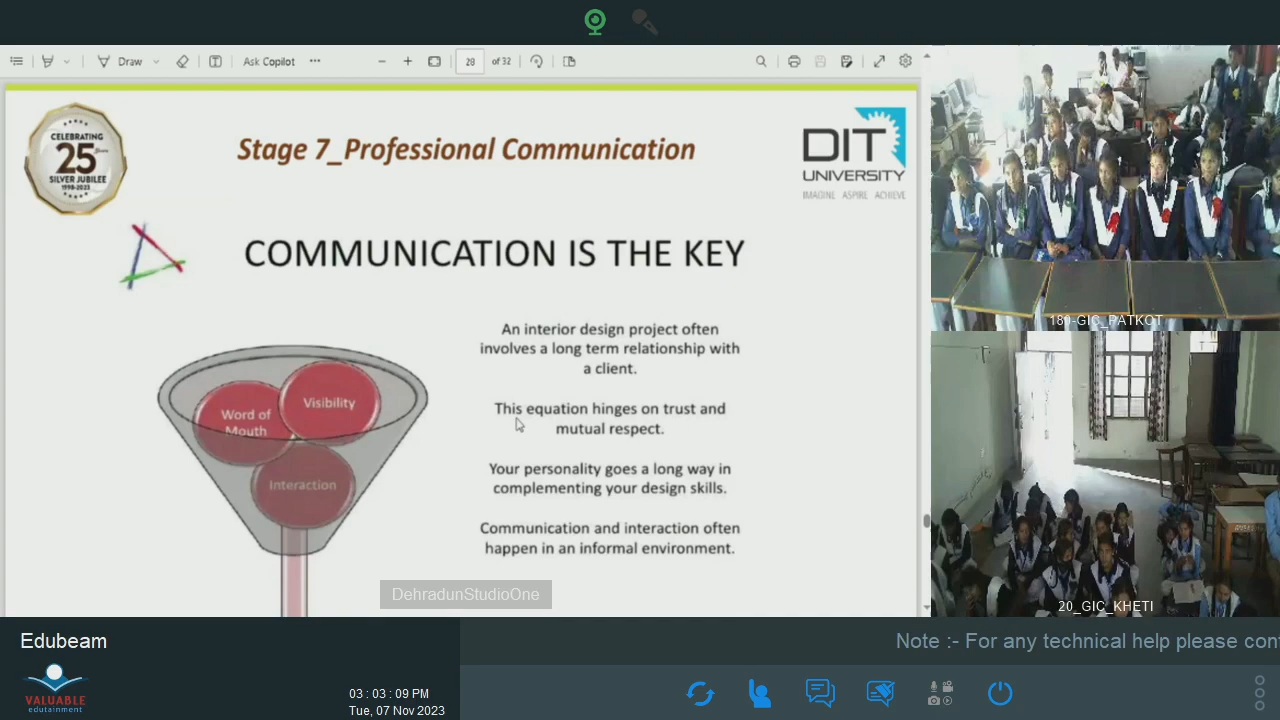 Draw
Ask Copilot
28
of 32
CELEBRATING
25
Years
SILVER JUBILEE
1998-2023
Stage 7_Professional Communication
DIT
UNIVERSITY
IMAGINE ASPIRE ACHIEVE
COMMUNICATION IS THE KEY
An interior design project often
involves a long term relationship with
a client.
This equation hinges on trust and
mutual respect.
Your personality goes a long way in
complementing your design skills.
Communication and interaction often
happen in an informal environment.
Word of
Mouth
Visibility
Interaction
DehradunStudioOne
180-GIC_PATKOT
20_GIC_KHETI
Edubeam
VALUABLE
edutainment
03 : 03 : 09 PM
Tue, 07 Nov 2023
Note :- For any technical help please con